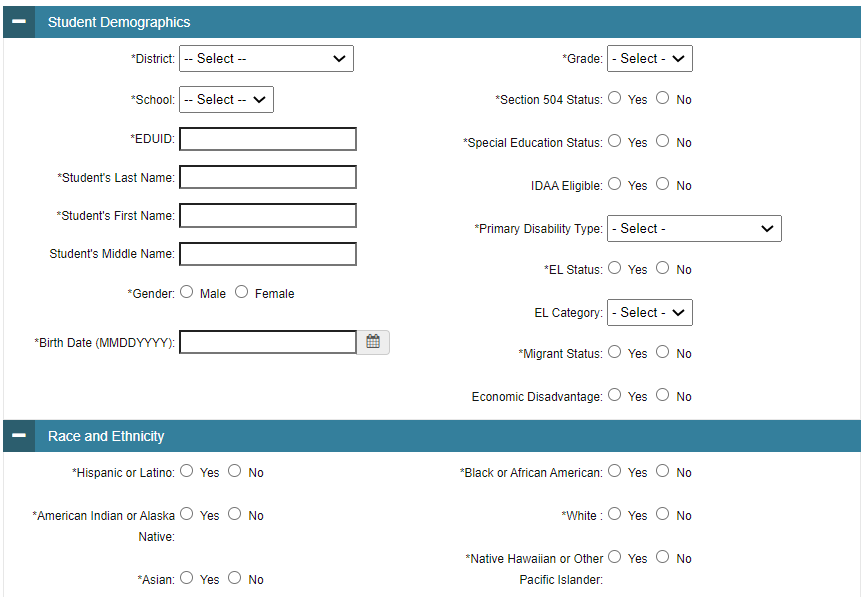 Student Demographics
*District: -- Select --
*School: -- Select --
*EDUID:
*Student's Last Name:
*Student's First Name:
Student's Middle Name:
*Gender: Male Female
*Birth Date (MMDDYYYY):
*Grade: - Select -
*Section 504 Status: Yes No
*Special Education Status: Yes No
IDAA Eligible: Yes No
*Primary Disability Type: - Select -
*EL Status: Yes No
EL Category: - Select -
*Migrant Status: Yes No
Economic Disadvantage: Yes No
Race and Ethnicity
*Hispanic or Latino: Yes No
*American Indian or Alaska Yes No
Native:
*Asian: Yes No
*Black or African American: Yes No
*White : Yes No
*Native Hawaiian or Other Yes No
Pacific Islander: